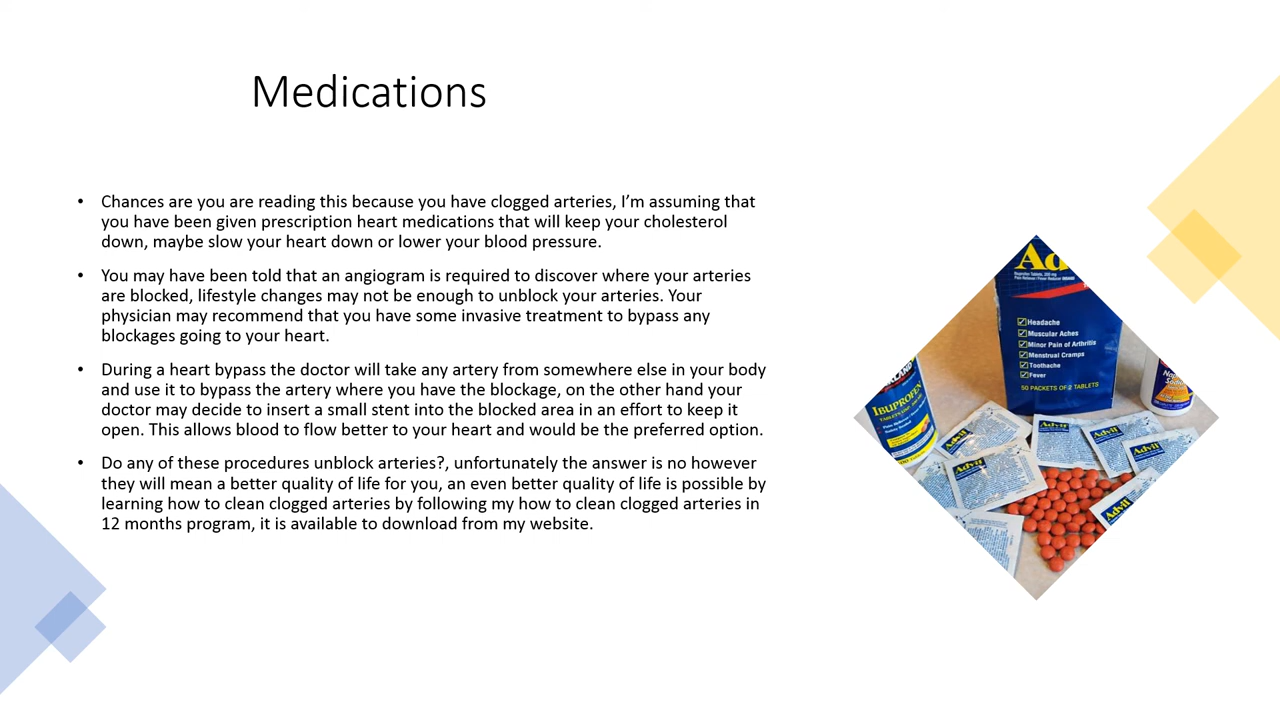 Medications
• Chances are you are reading this because you have clogged arteries, I’m assuming that
you have been given prescription heart medications that will keep your cholesterol
down, maybe slow your heart down or lower your blood pressure.
• You may have been told that an angiogram is required to discover where your arteries
are blocked, lifestyle changes may not be enough to unblock your arteries. Your
physician may recommend that you have some invasive treatment to bypass any
blockages going to your heart.
• During a heart bypass the doctor will take any artery from somewhere else in your body
and use it to bypass the artery where you have the blockage, on the other hand your
doctor may decide to insert a small stent into the blocked area in an effort to keep it
open. This allows blood to flow better to your heart and would be the preferred option.
• Do any of these procedures unblock arteries?, unfortunately the answer is no however
they will mean a better quality of life for you, an even better quality of life is possible by
learning how to clean clogged arteries by following my how to clean clogged arteries in
12 months program, it is available to download from my website.
Headache
Muscular Aches
Minor Pain of Arthritis
Menstrual Cramps
Toothache
Fever
50 PACKETS OF 2 TABLETS
IBUPROFEN
Advil
Advil
Advil
Advil
Advil
Advil